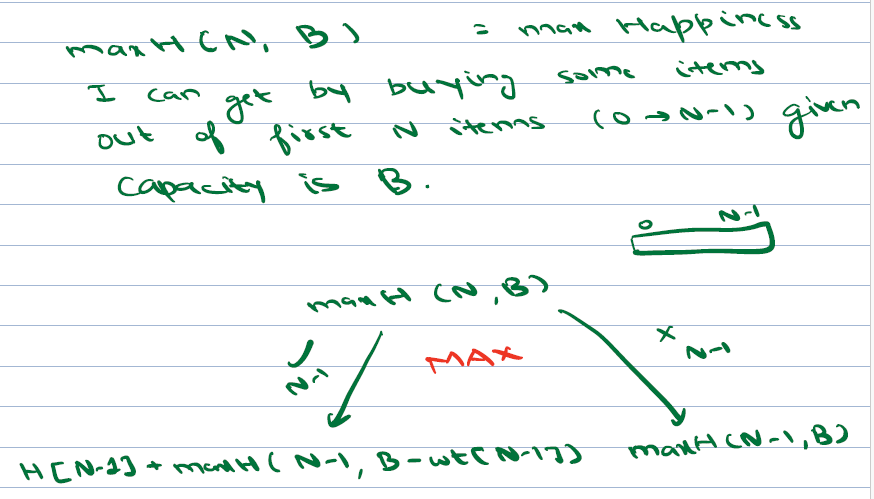 maxH (N, B) = max Happiness
I can get by buying some items
out of first N items (0 → N-1) given
capacity is B.
0 N-1
maxH (N, B)
✓ MAX × N-1
N-1
H[N-1] + maxH( N-1, B-wt[N-1]) maxH (N-1, B)